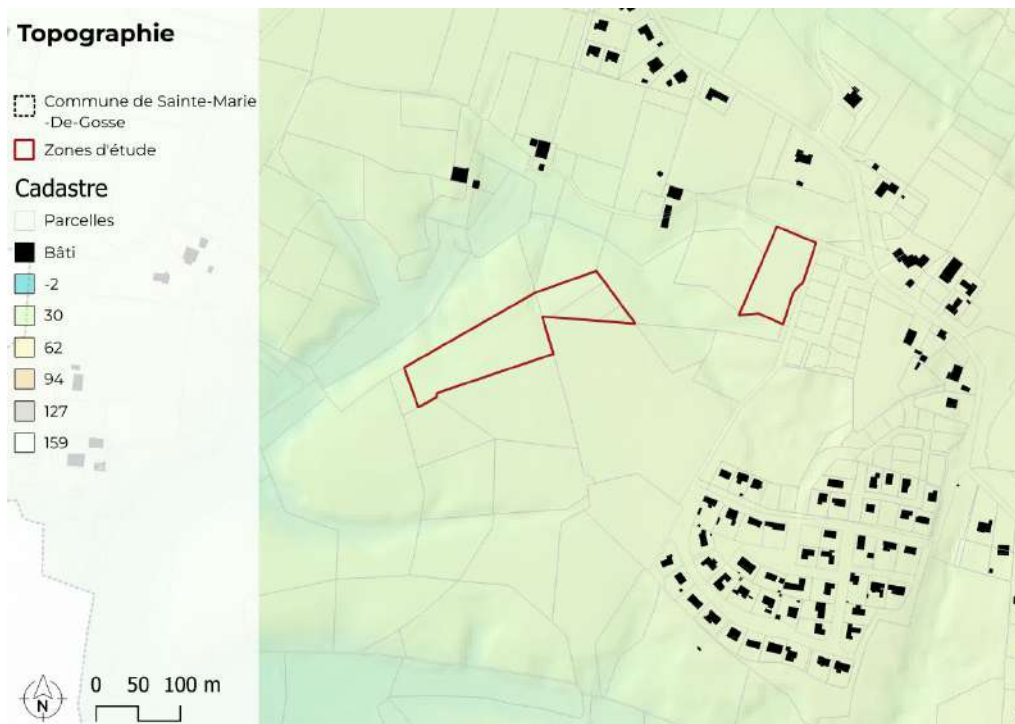 Topographie
Commune de Sainte-Marie
-De-Gosse
Zones d'étude
Cadastre
Parcelles
Bâti
-2
30
62
94
127
159
N
0 50 100 m